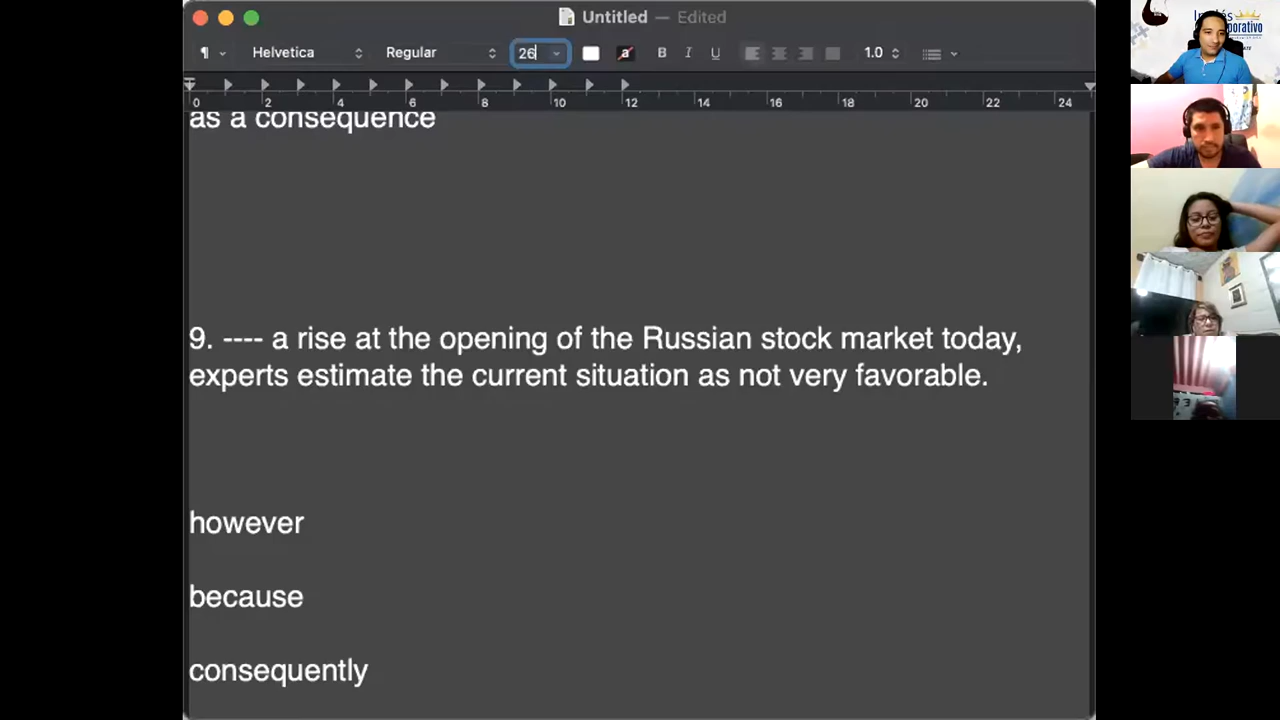 Untitled — Edited
¶ Helvetica Regular 26 a B I U 1.0
0 2 4 6 8 10 12 14 16 18 20 22 24
as a consequence
9. ---- a rise at the opening of the Russian stock market today,
experts estimate the current situation as not very favorable.
however
because
consequently